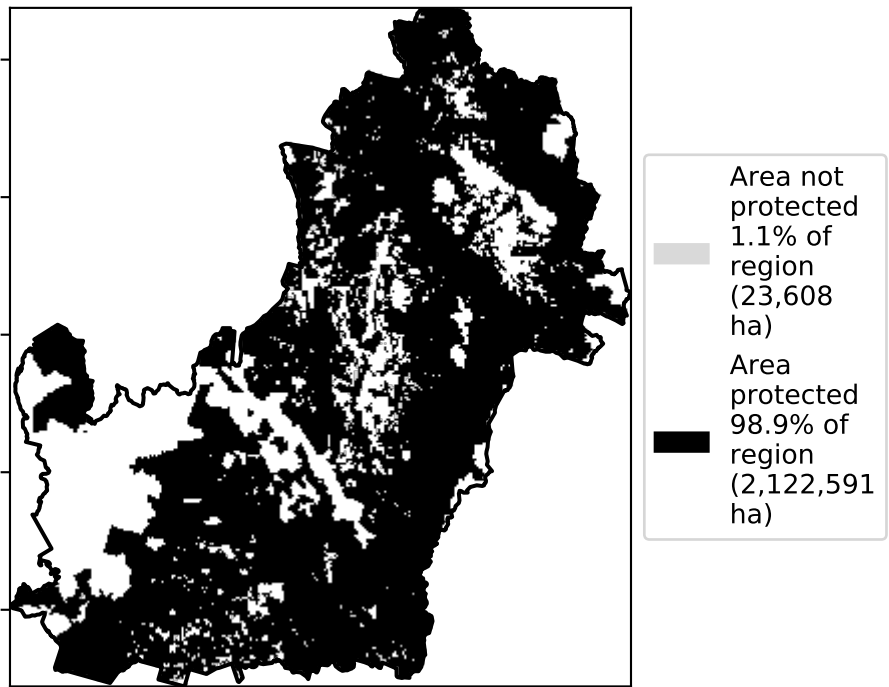 Area not
protected
1.1% of
region
(23,608
ha)
Area
protected
98.9% of
region
(2,122,591
ha)